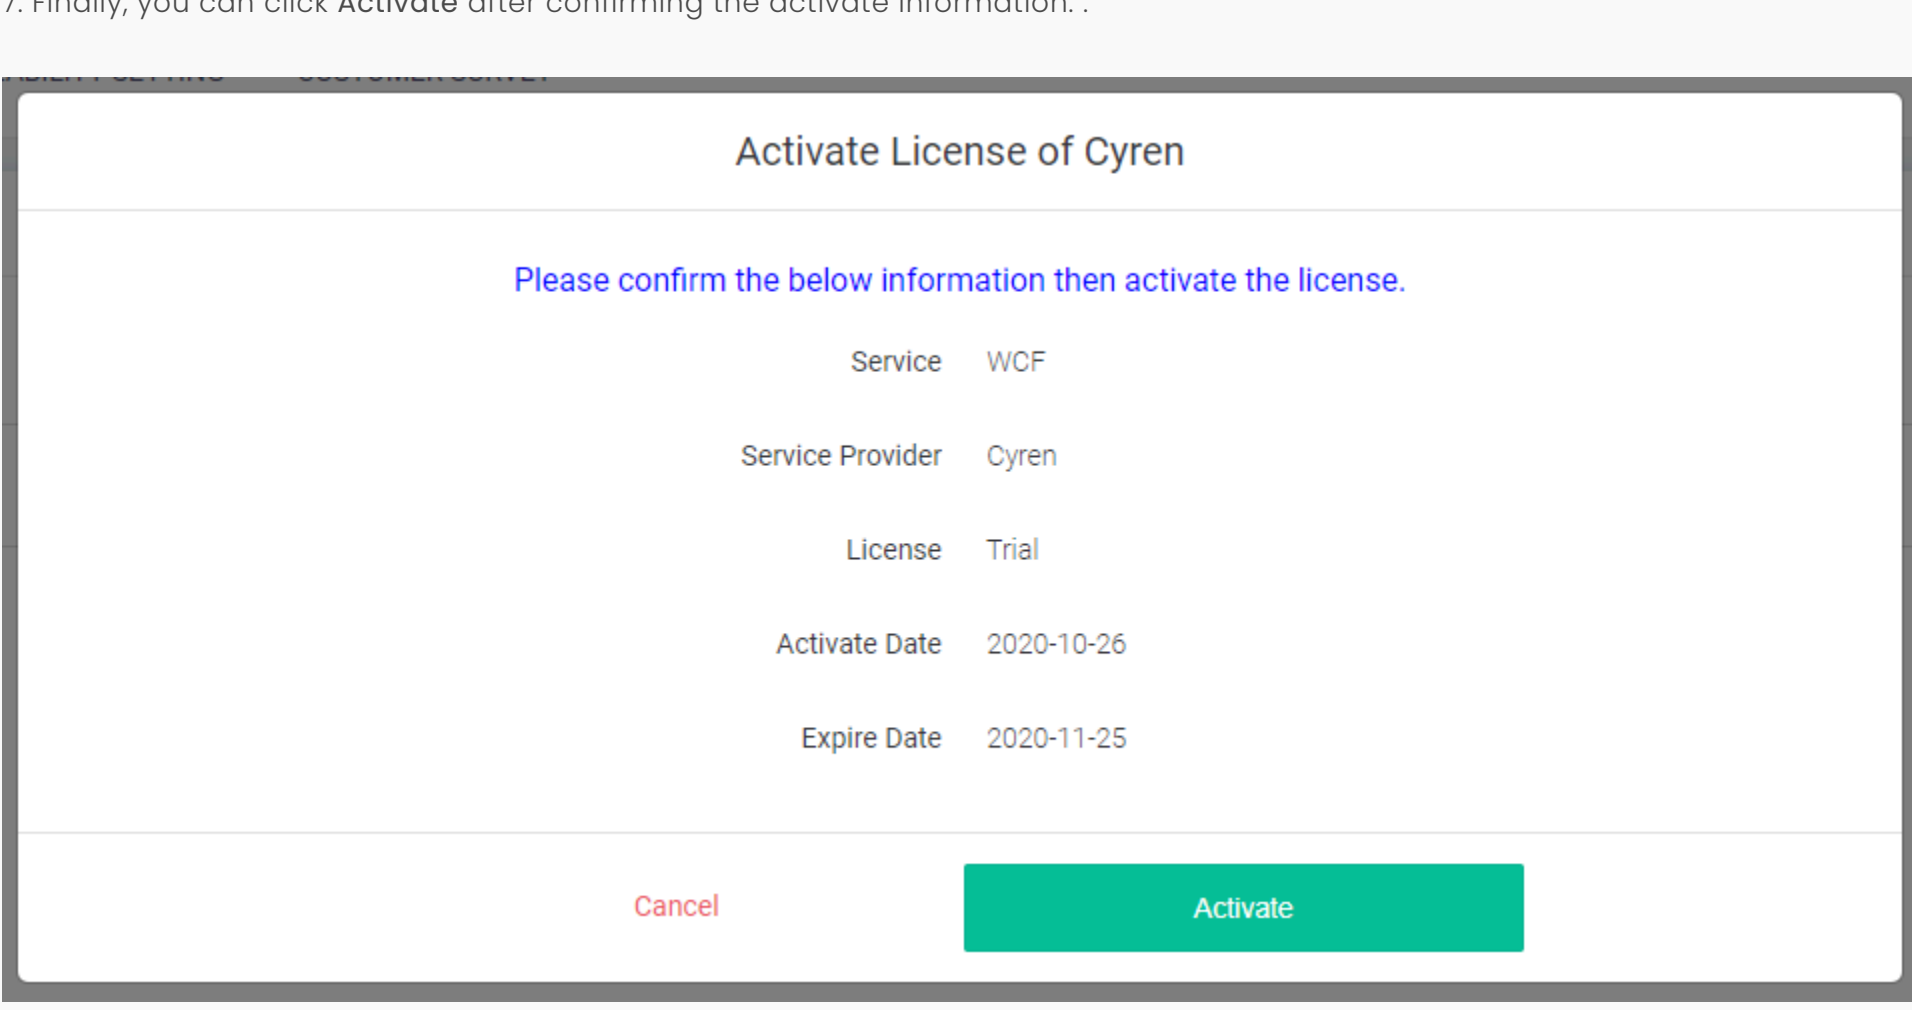 7. Finally, you can click Activate after confirming the activate information. .
CUSTOMER SURVEY
Activate License of Cyren
Please confirm the below information then activate the license.
Service WCF
Service Provider Cyren
License Trial
Activate Date 2020-10-26
Expire Date 2020-11-25
Cancel Activate